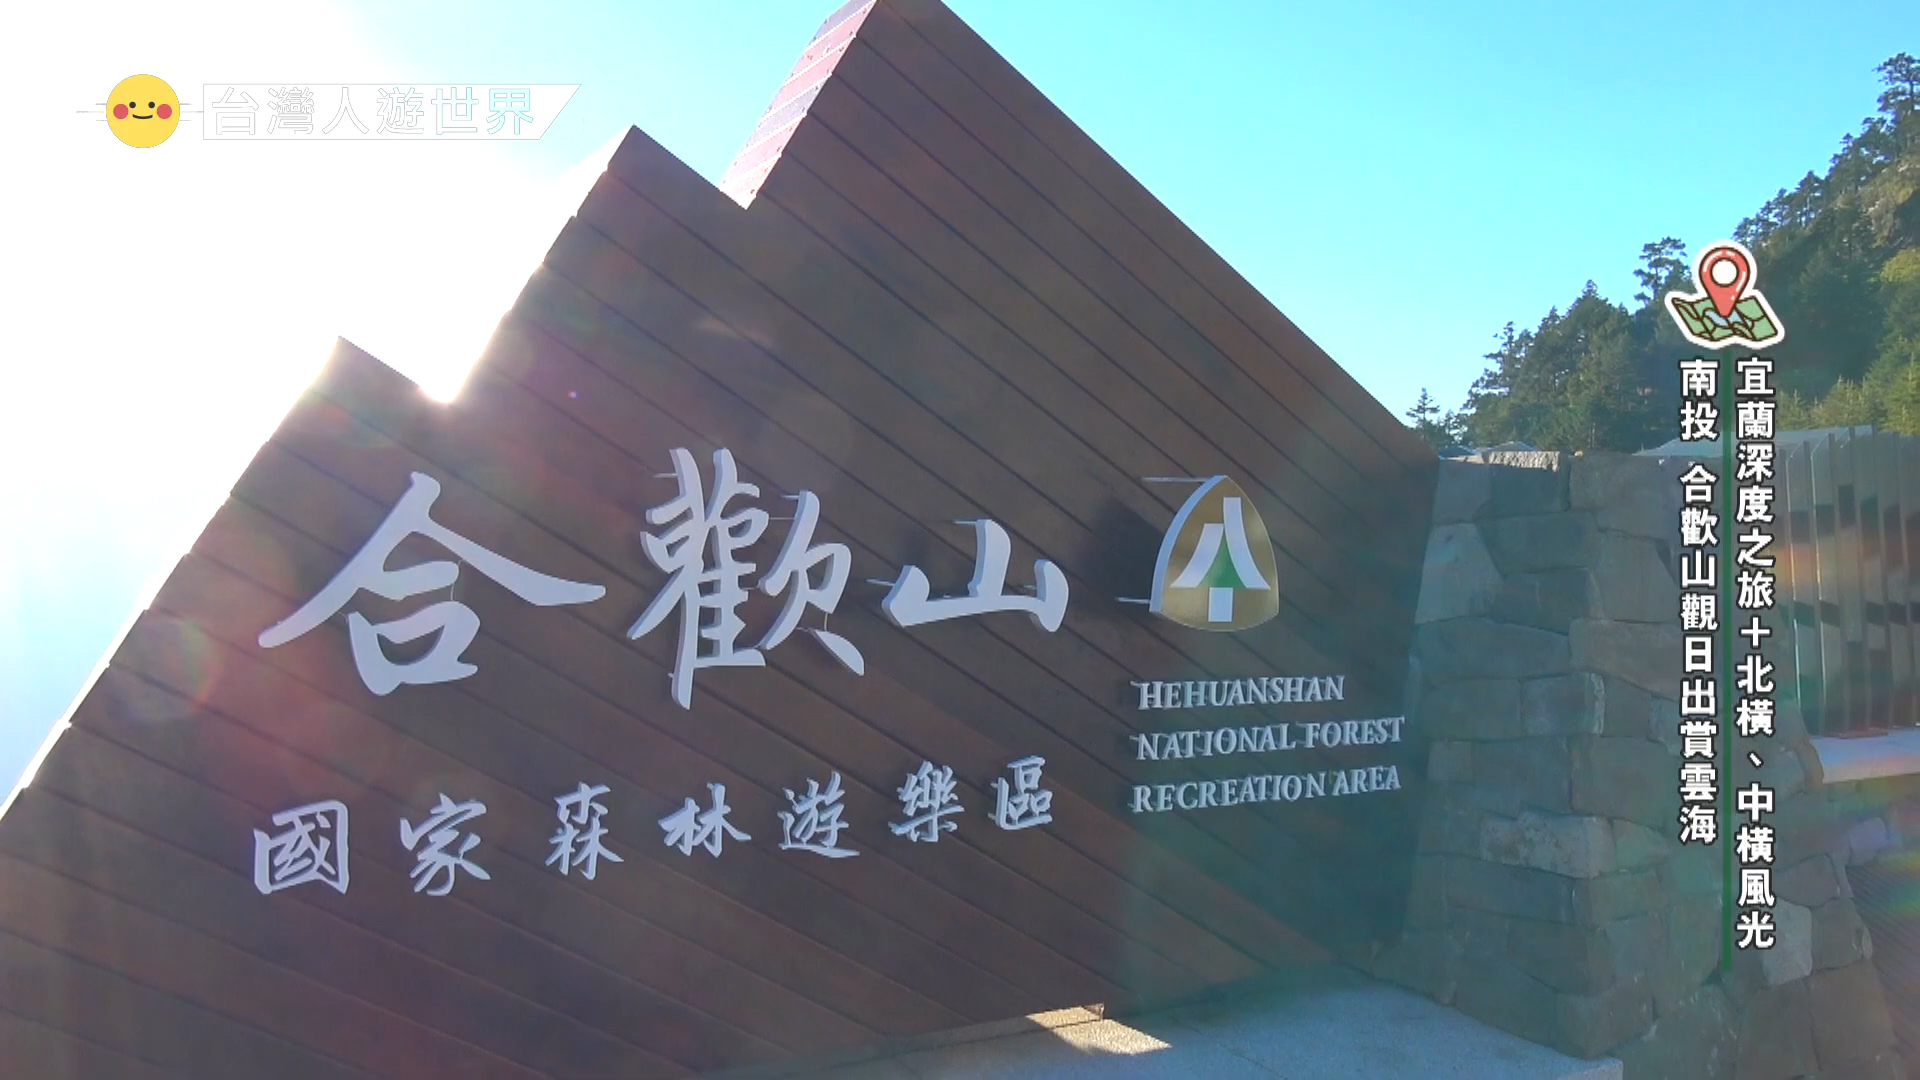 台灣人遊世界
合歡山
國家森林遊樂區
HEHUANSHAN
NATIONAL FOREST
RECREATION AREA
宜蘭深度之旅＋北橫、中橫風光
南投 合歡山觀日出賞雲海